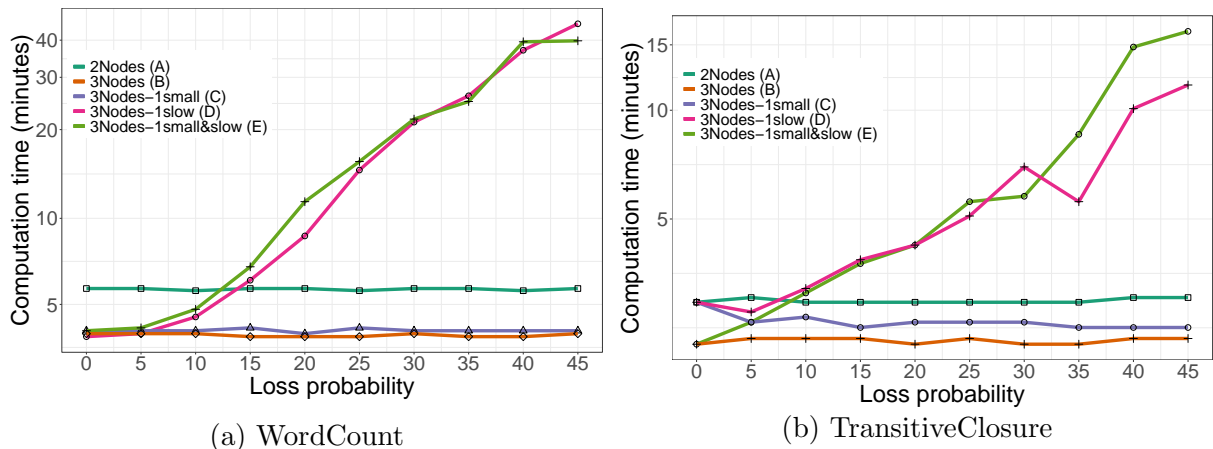 Computation time (minutes)
40
30
20
10
5
2Nodes (A)
3Nodes (B)
3Nodes−1small (C)
3Nodes−1slow (D)
3Nodes−1small&slow (E)
0 5 10 15 20 25 30 35 40 45
Loss probability
(a) WordCount
Computation time (minutes)
15
10
5
2Nodes (A)
3Nodes (B)
3Nodes−1small (C)
3Nodes−1slow (D)
3Nodes−1small&slow (E)
0 5 10 15 20 25 30 35 40 45
Loss probability
(b) TransitiveClosure